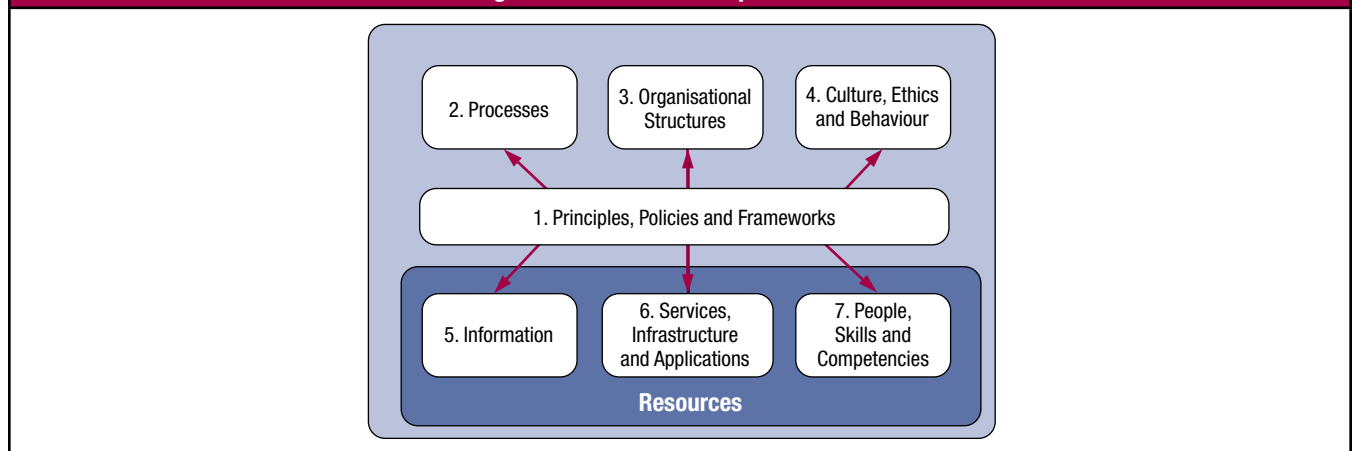 2. Processes
3. Organisational
Structures
4. Culture, Ethics
and Behaviour
1. Principles, Policies and Frameworks
5. Information
6. Services,
Infrastructure
and Applications
7. People,
Skills and
Competencies
Resources